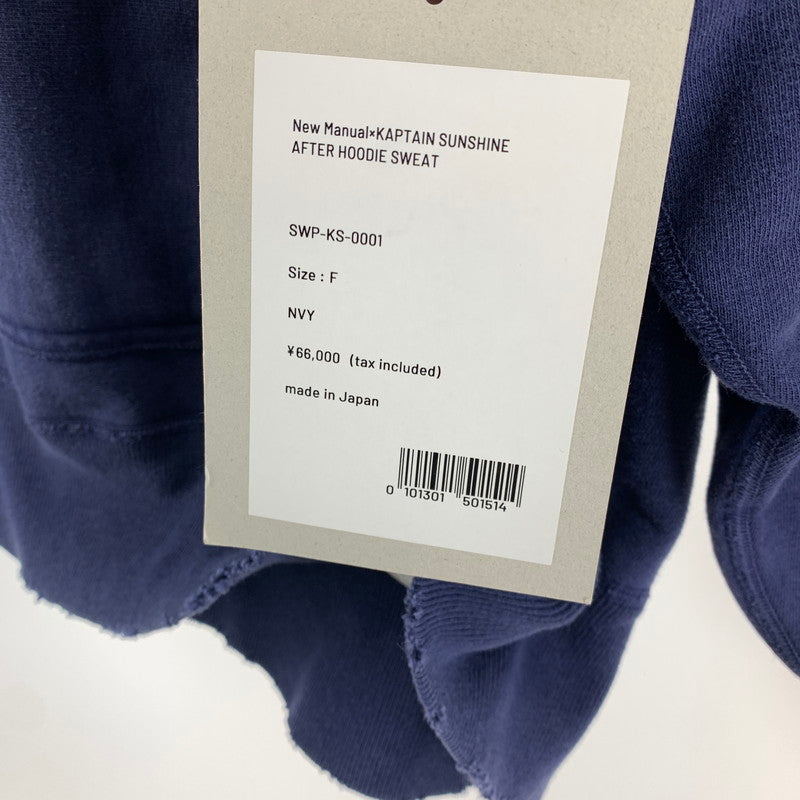 New Manual×KAPTAIN SUNSHINE
AFTER HOODIE SWEAT
SWP-KS-0001
Size : F
NVY
¥66,000 (tax included)
made in Japan
0 101301 501514